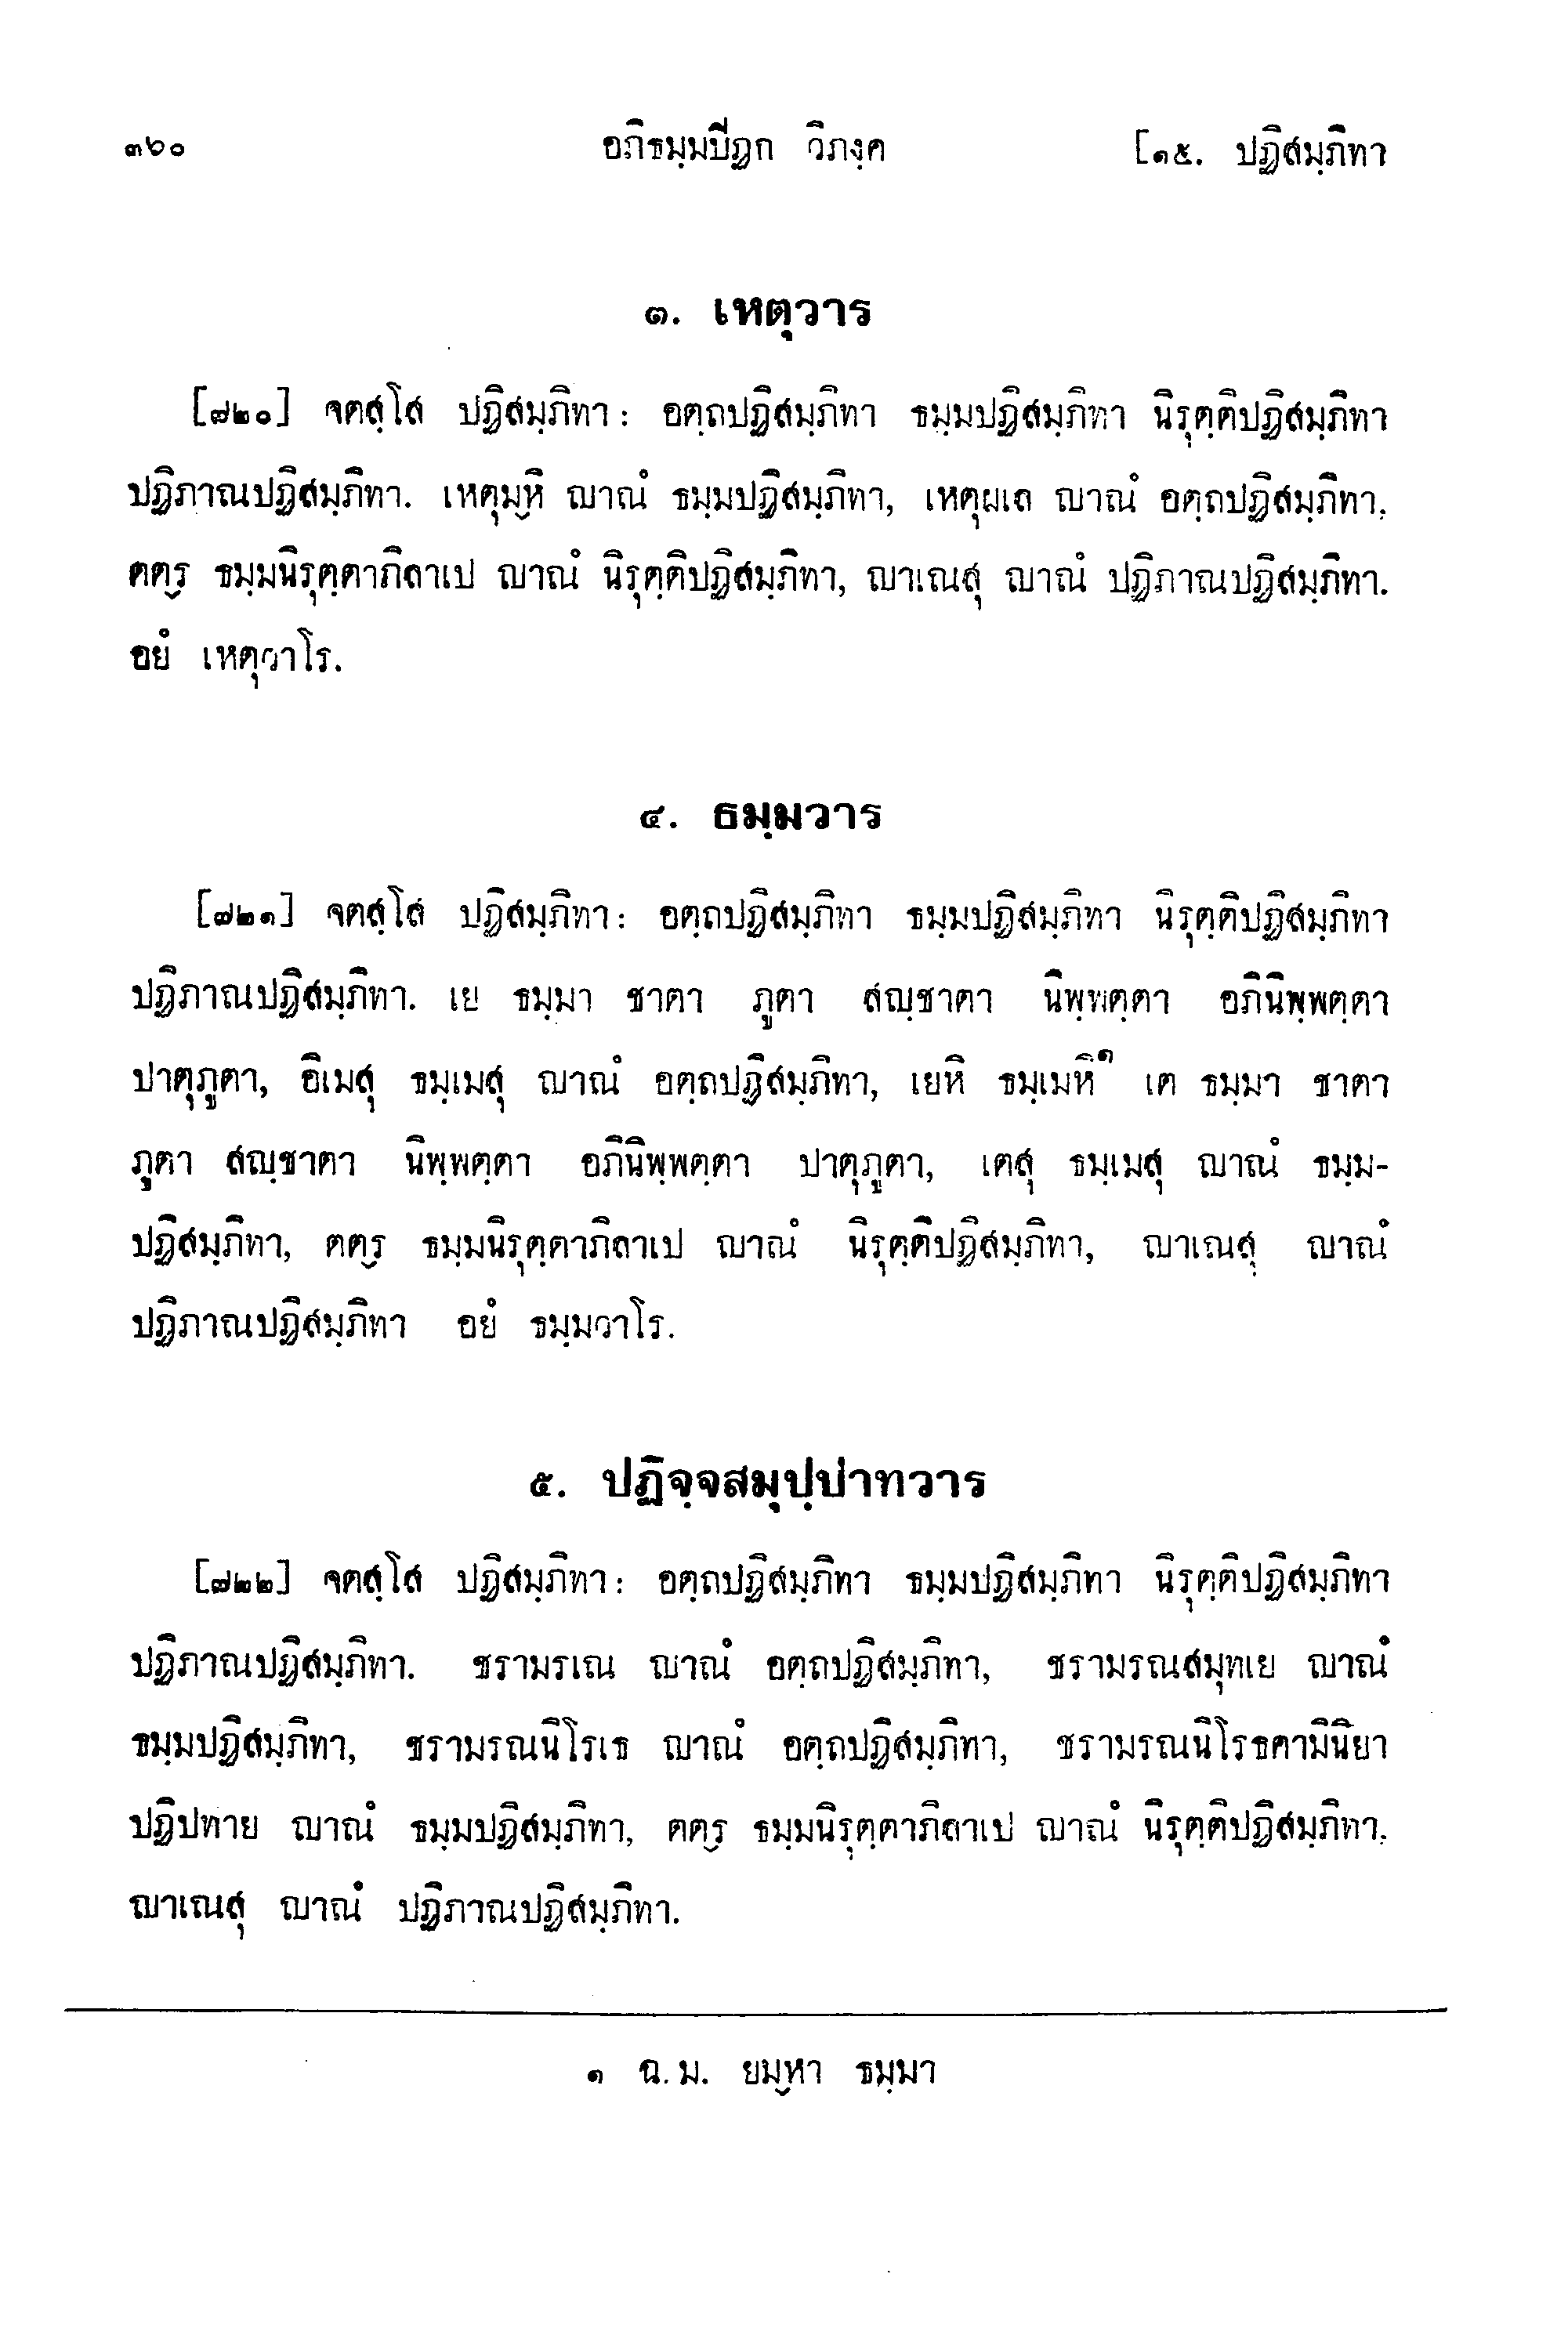 ๓๖๐ อภิธมฺมปีฏก วิภงฺค [๑๕. ปฏิสมฺภิทา
๓. เหตุวาร
[๗๒๐] จตสฺโส ปฏิสมฺภิทา: อตฺถปฏิสมฺภิทา ธมฺมปฏิสมฺภิทา นิรุตฺติปฏิสมฺภิทา
ปฏิภาณปฏิสมฺภิทา. เหตุมฺหิ ญาณํ ธมฺมปฏิสมฺภิทา, เหตุผเล ญาณํ อตฺถปฏิสมฺภิทา,
ตตฺร ธมฺมนิรุตฺตาภิลาเป ญาณํ นิรุตฺติปฏิสมฺภิทา, ญาเณสุ ญาณํ ปฏิภาณปฏิสมฺภิทา.
อยํ เหตุวาโร.
๔. ธมฺมวาร
[๗๒๑] จตสฺโส ปฏิสมฺภิทา: อตฺถปฏิสมฺภิทา ธมฺมปฏิสมฺภิทา นิรุตฺติปฏิสมฺภิทา
ปฏิภาณปฏิสมฺภิทา. เย ธมฺมา ชาตา ภูตา สญฺชาตา นิพฺพตฺตา อภินิพฺพตฺตา
ปาตุภูตา, อิเมสุ ธมฺเมสุ ญาณํ อตฺถปฏิสมฺภิทา, เยหิ ธมฺเมหิ๑ เต ธมฺมา ชาตา
ภูตา สญฺชาตา นิพฺพตฺตา อภินิพฺพตฺตา ปาตุภูตา, เตสุ ธมฺเมสุ ญาณํ ธมฺม-
ปฏิสมฺภิทา, ตตฺร ธมฺมนิรุตฺตาภิลาเป ญาณํ นิรุตฺติปฏิสมฺภิทา, ญาเณสุ ญาณํ
ปฏิภาณปฏิสมฺภิทา อยํ ธมฺมวาโร.
๕. ปฏิจฺจสมุปฺปาทวาร
[๗๒๒] จตสฺโส ปฏิสมฺภิทา: อตฺถปฏิสมฺภิทา ธมฺมปฏิสมฺภิทา นิรุตฺติปฏิสมฺภิทา
ปฏิภาณปฏิสมฺภิทา. ชรามรเณ ญาณํ อตฺถปฏิสมฺภิทา, ชรามรณสมุทเย ญาณํ
ธมฺมปฏิสมฺภิทา, ชรามรณนิโรเธ ญาณํ อตฺถปฏิสมฺภิทา, ชรามรณนิโรธคามินิยา
ปฏิปทาย ญาณํ ธมฺมปฏิสมฺภิทา, ตตฺร ธมฺมนิรุตฺตาภิลาเป ญาณํ นิรุตฺติปฏิสมฺภิทา,
ญาเณสุ ญาณํ ปฏิภาณปฏิสมฺภิทา.
๑ ฉ.ม. ยมฺหา ธมฺมา